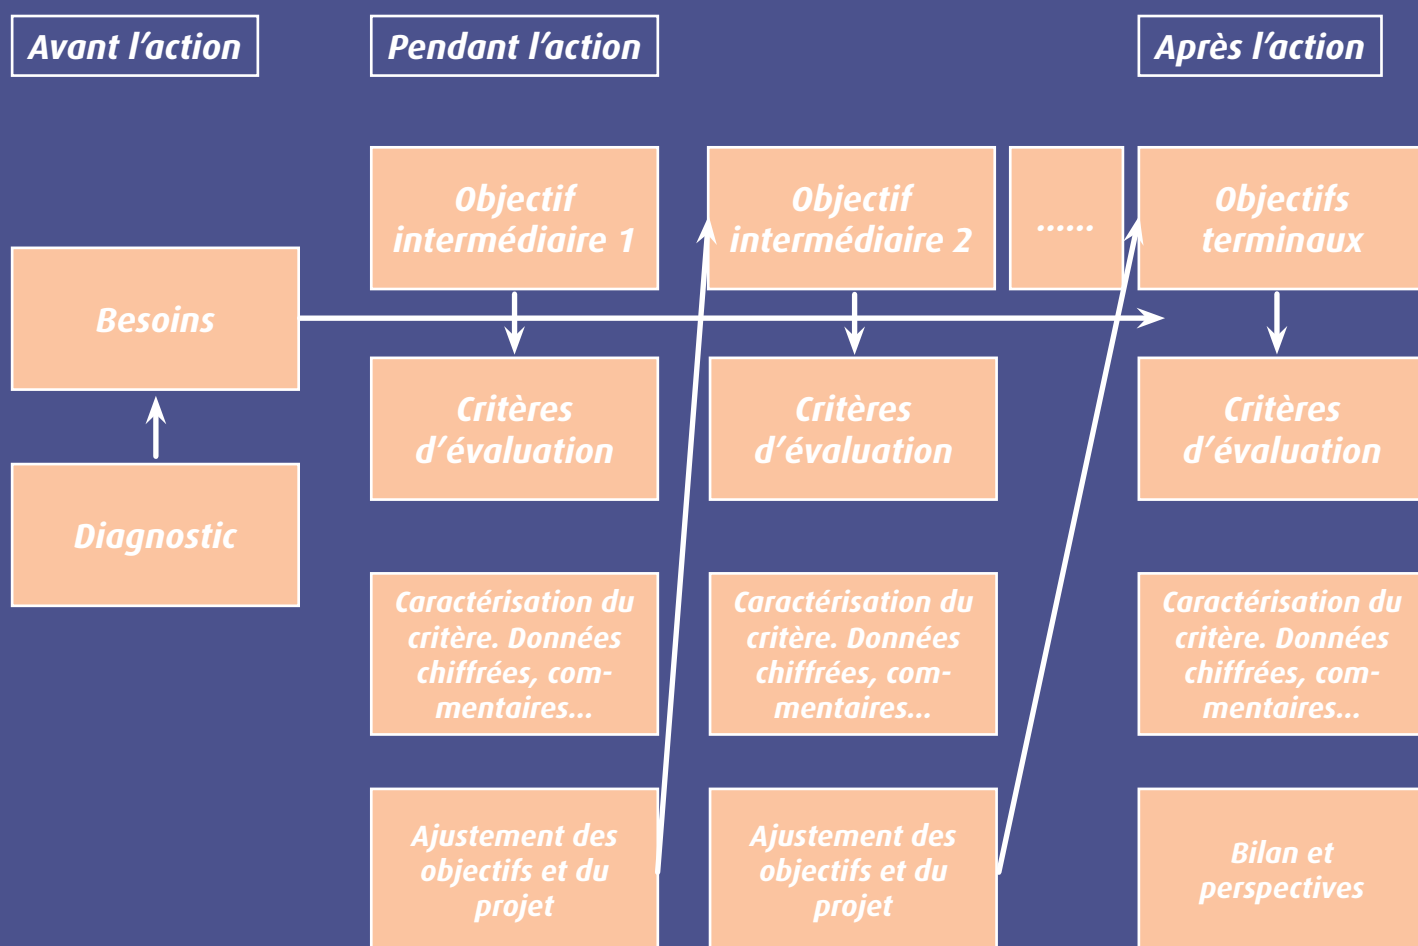 Avant l'action
Pendant l'action
Après l'action
Objectif
intermédiaire 1
Objectif
intermédiaire 2
......
Objectifs
terminaux
Besoins
Critères
d'évaluation
Critères
d'évaluation
Critères
d'évaluation
Diagnostic
Caractérisation du
critère. Données
chiffrées, com-
mentaires...
Caractérisation du
critère. Données
chiffrées, com-
mentaires...
Caractérisation du
critère. Données
chiffrées, com-
mentaires...
Ajustement des
objectifs et du
projet
Ajustement des
objectifs et du
projet
Bilan et
perspectives